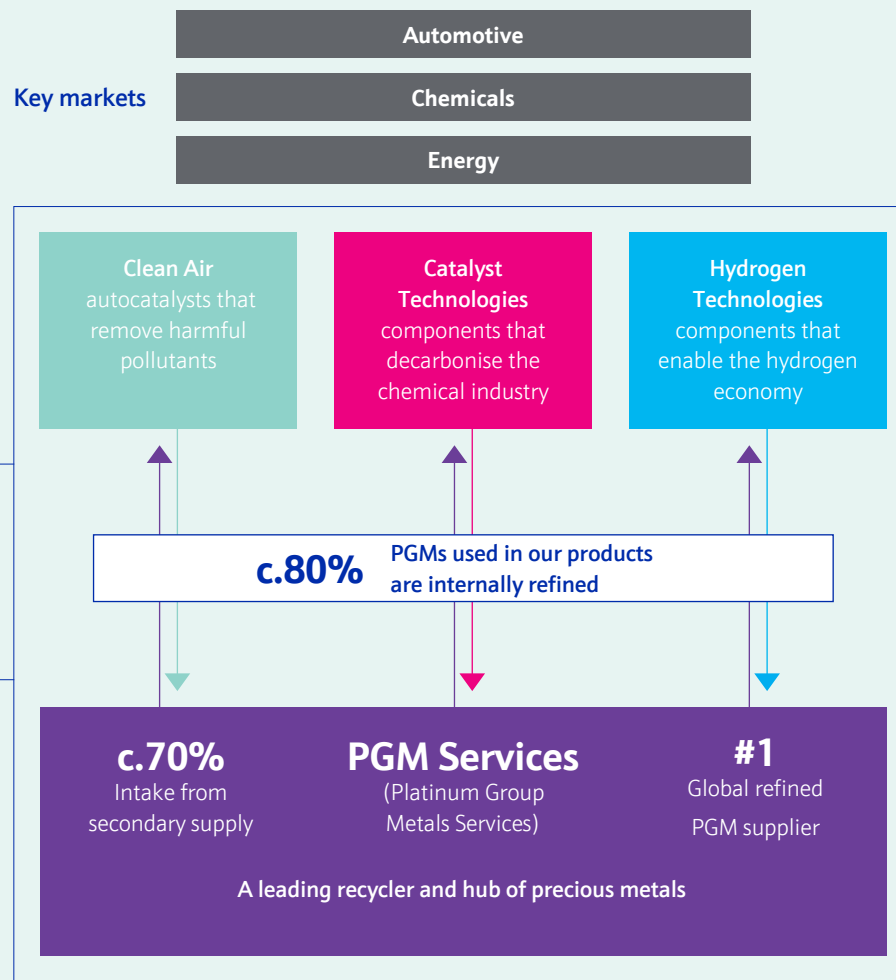 Automotive
Key markets
Chemicals
Energy
Clean Air
autocatalysts that
remove harmful
pollutants
Catalyst
Technologies
components that
decarbonise the
chemical industry
Hydrogen
Technologies
components that
enable the hydrogen
economy
c.80%
PGMs used in our products
are internally refined
c.70%
Intake from
secondary supply
PGM Services
(Platinum Group
Metals Services)
#1
Global refined
PGM supplier
A leading recycler and hub of precious metals